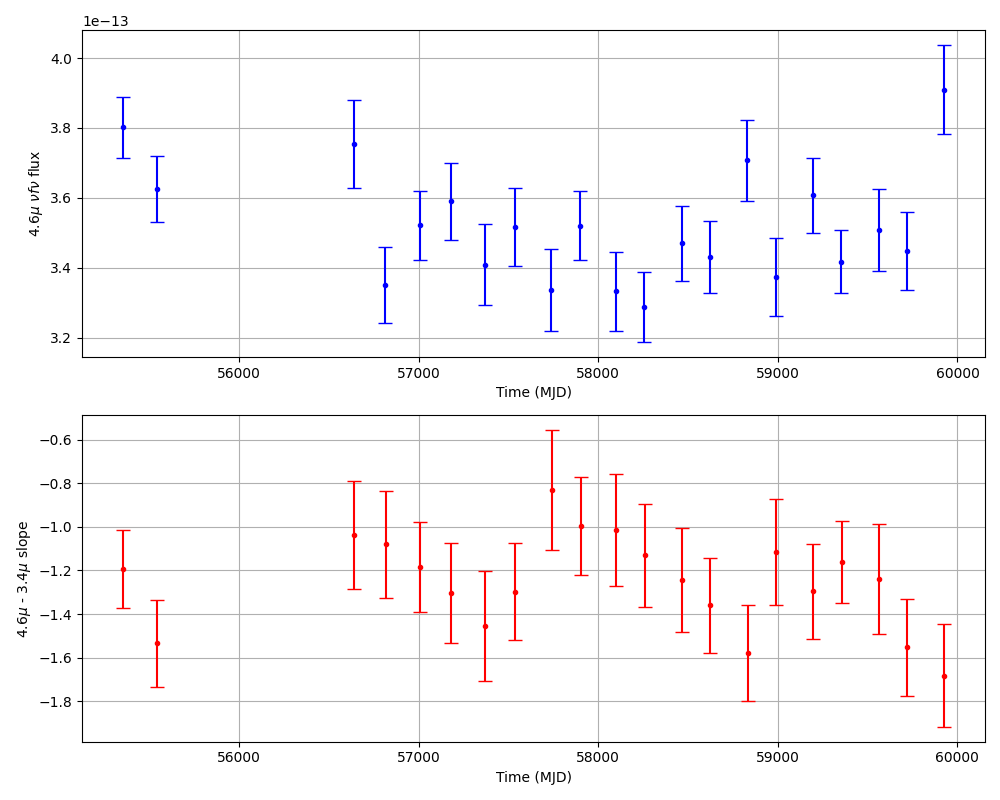 1e−13
4.0
3.8
3.6
3.4
3.2
4.6μ νfν flux
56000 57000 58000 59000 60000
Time (MJD)
−0.6
−0.8
−1.0
−1.2
−1.4
−1.6
−1.8
4.6μ - 3.4μ slope
56000 57000 58000 59000 60000
Time (MJD)